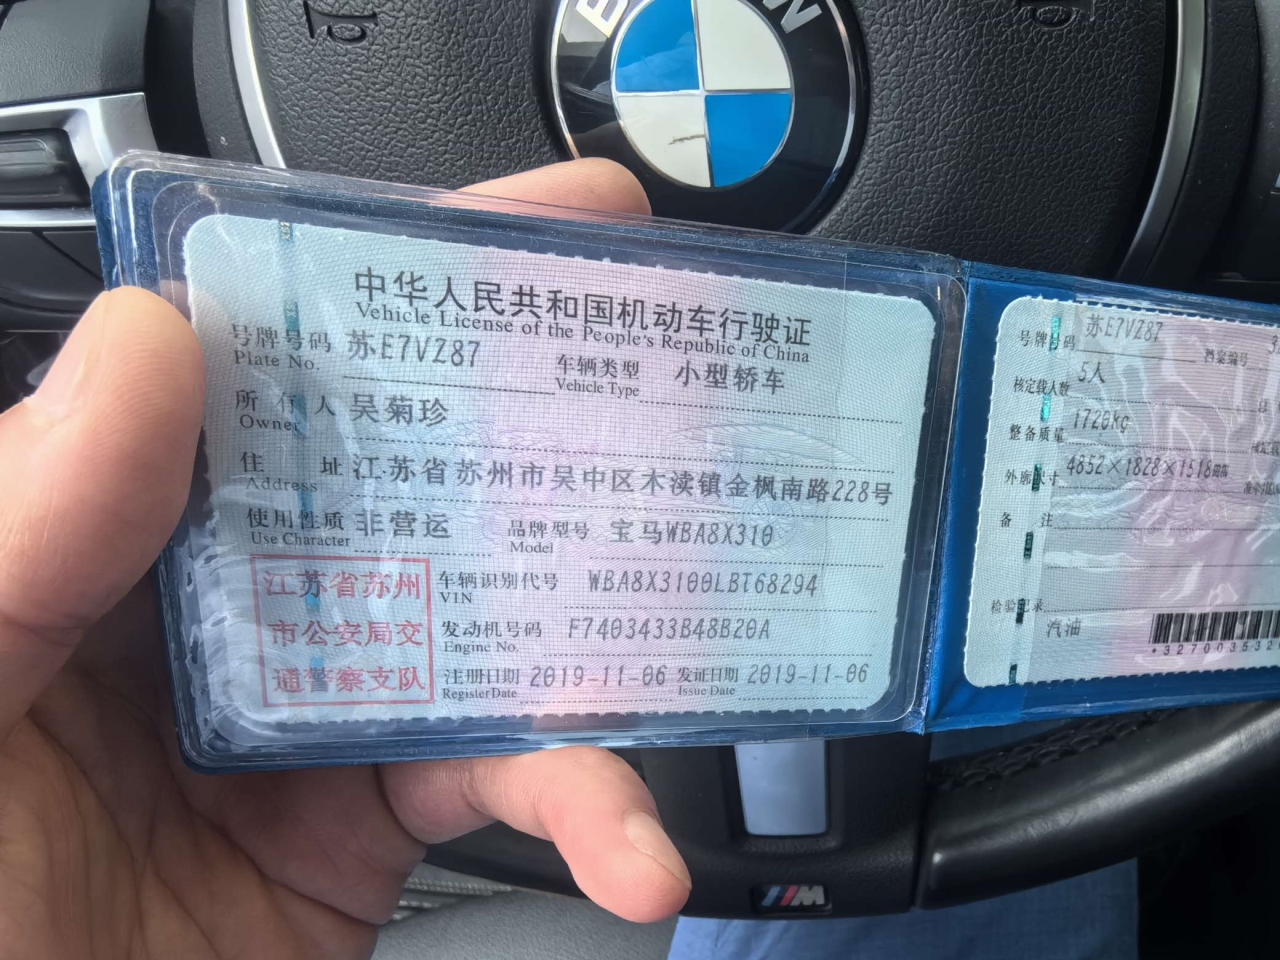 BMW
中华人民共和国机动车行驶证
Vehicle License of the People's Republic of China
号牌号码 苏E7VZ87 车辆类型 小型轿车
Plate No. Vehicle Type
所有人 吴菊珍
Owner
住址 江苏省苏州市吴中区木渎镇金枫南路228号
Address
使用性质 非营运 品牌型号 宝马WBA8X310
Use Character Model
江苏省苏州
市公安局交
通警察支队
车辆识别代号 WBA8X3100LBT68294
VIN
发动机号码 F7403433B48B20A
Engine No.
注册日期 2019-11-06 发证日期 2019-11-06
Register Date Issue Date
号牌号码 苏E7VZ87 档案编号
核定载人数 5人
整备质量 1720kg
外廓尺寸 4852×1828×1518mm
备注
检验记录
汽油
M